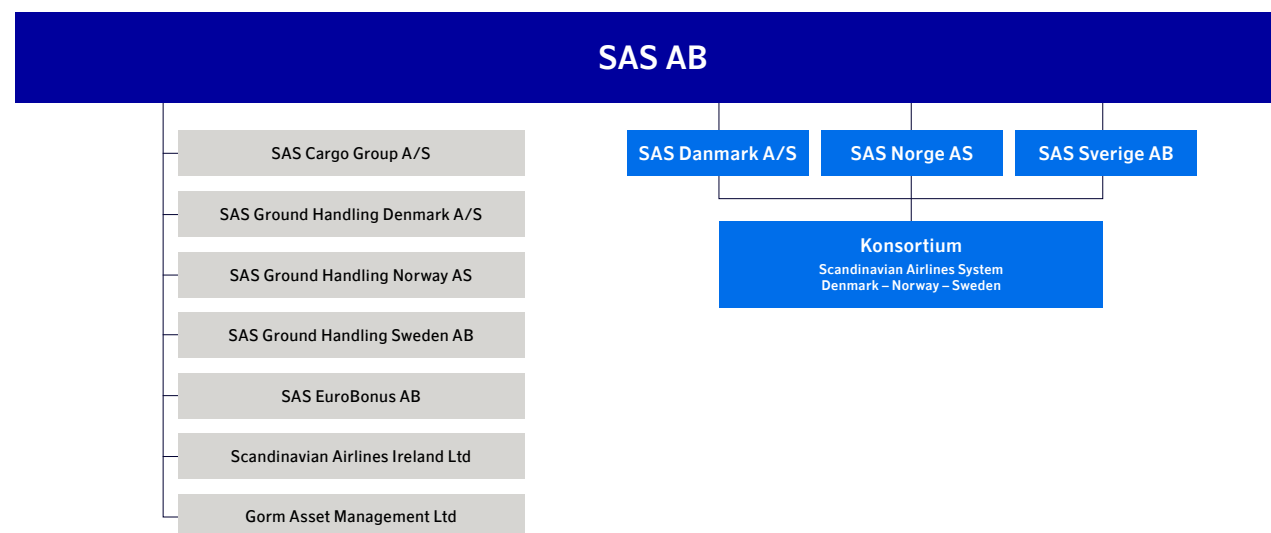 SAS AB
SAS Cargo Group A/S
SAS Ground Handling Denmark A/S
SAS Ground Handling Norway AS
SAS Ground Handling Sweden AB
SAS EuroBonus AB
Scandinavian Airlines Ireland Ltd
Gorm Asset Management Ltd
SAS Danmark A/S
SAS Norge AS
SAS Sverige AB
Konsortium
Scandinavian Airlines System
Denmark – Norway – Sweden